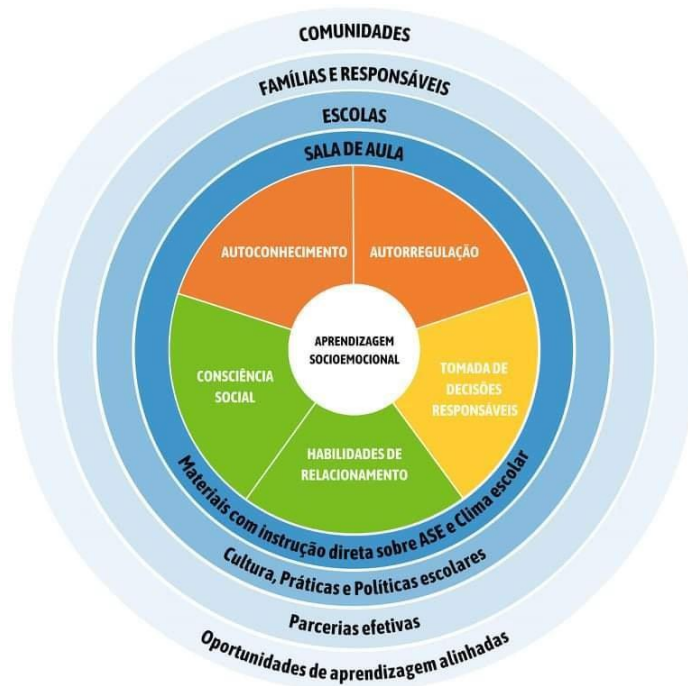 COMUNIDADES
FAMÍLIAS E RESPONSÁVEIS
ESCOLAS
SALA DE AULA
AUTOCONHECIMENTO
AUTORREGULAÇÃO
APRENDIZAGEM
SOCIOEMOCIONAL
CONSCIÊNCIA
SOCIAL
TOMADA DE
DECISÕES
RESPONSÁVEIS
HABILIDADES DE
RELACIONAMENTO
Materiais com instrução direta sobre ASE e Clima escolar
Cultura, Práticas e Políticas escolares
Parcerias efetivas
Oportunidades de aprendizagem alinhadas